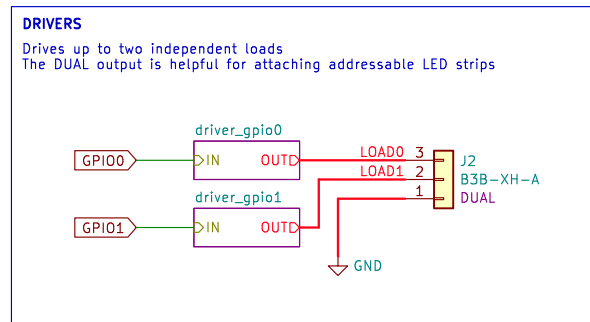 DRIVERS
Drives up to two independent loads
The DUAL output is helpful for attaching addressable LED strips
driver_gpio0
GPIO0
IN
OUT
LOAD0
3
J2
LOAD1
2
B3B-XH-A
driver_gpio1
1
DUAL
GPIO1
IN
OUT
GND